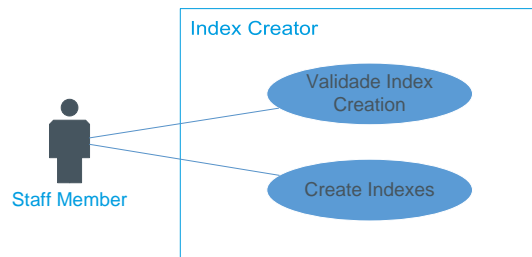 Index Creator
Validade Index
Creation
Create Indexes
Staff Member